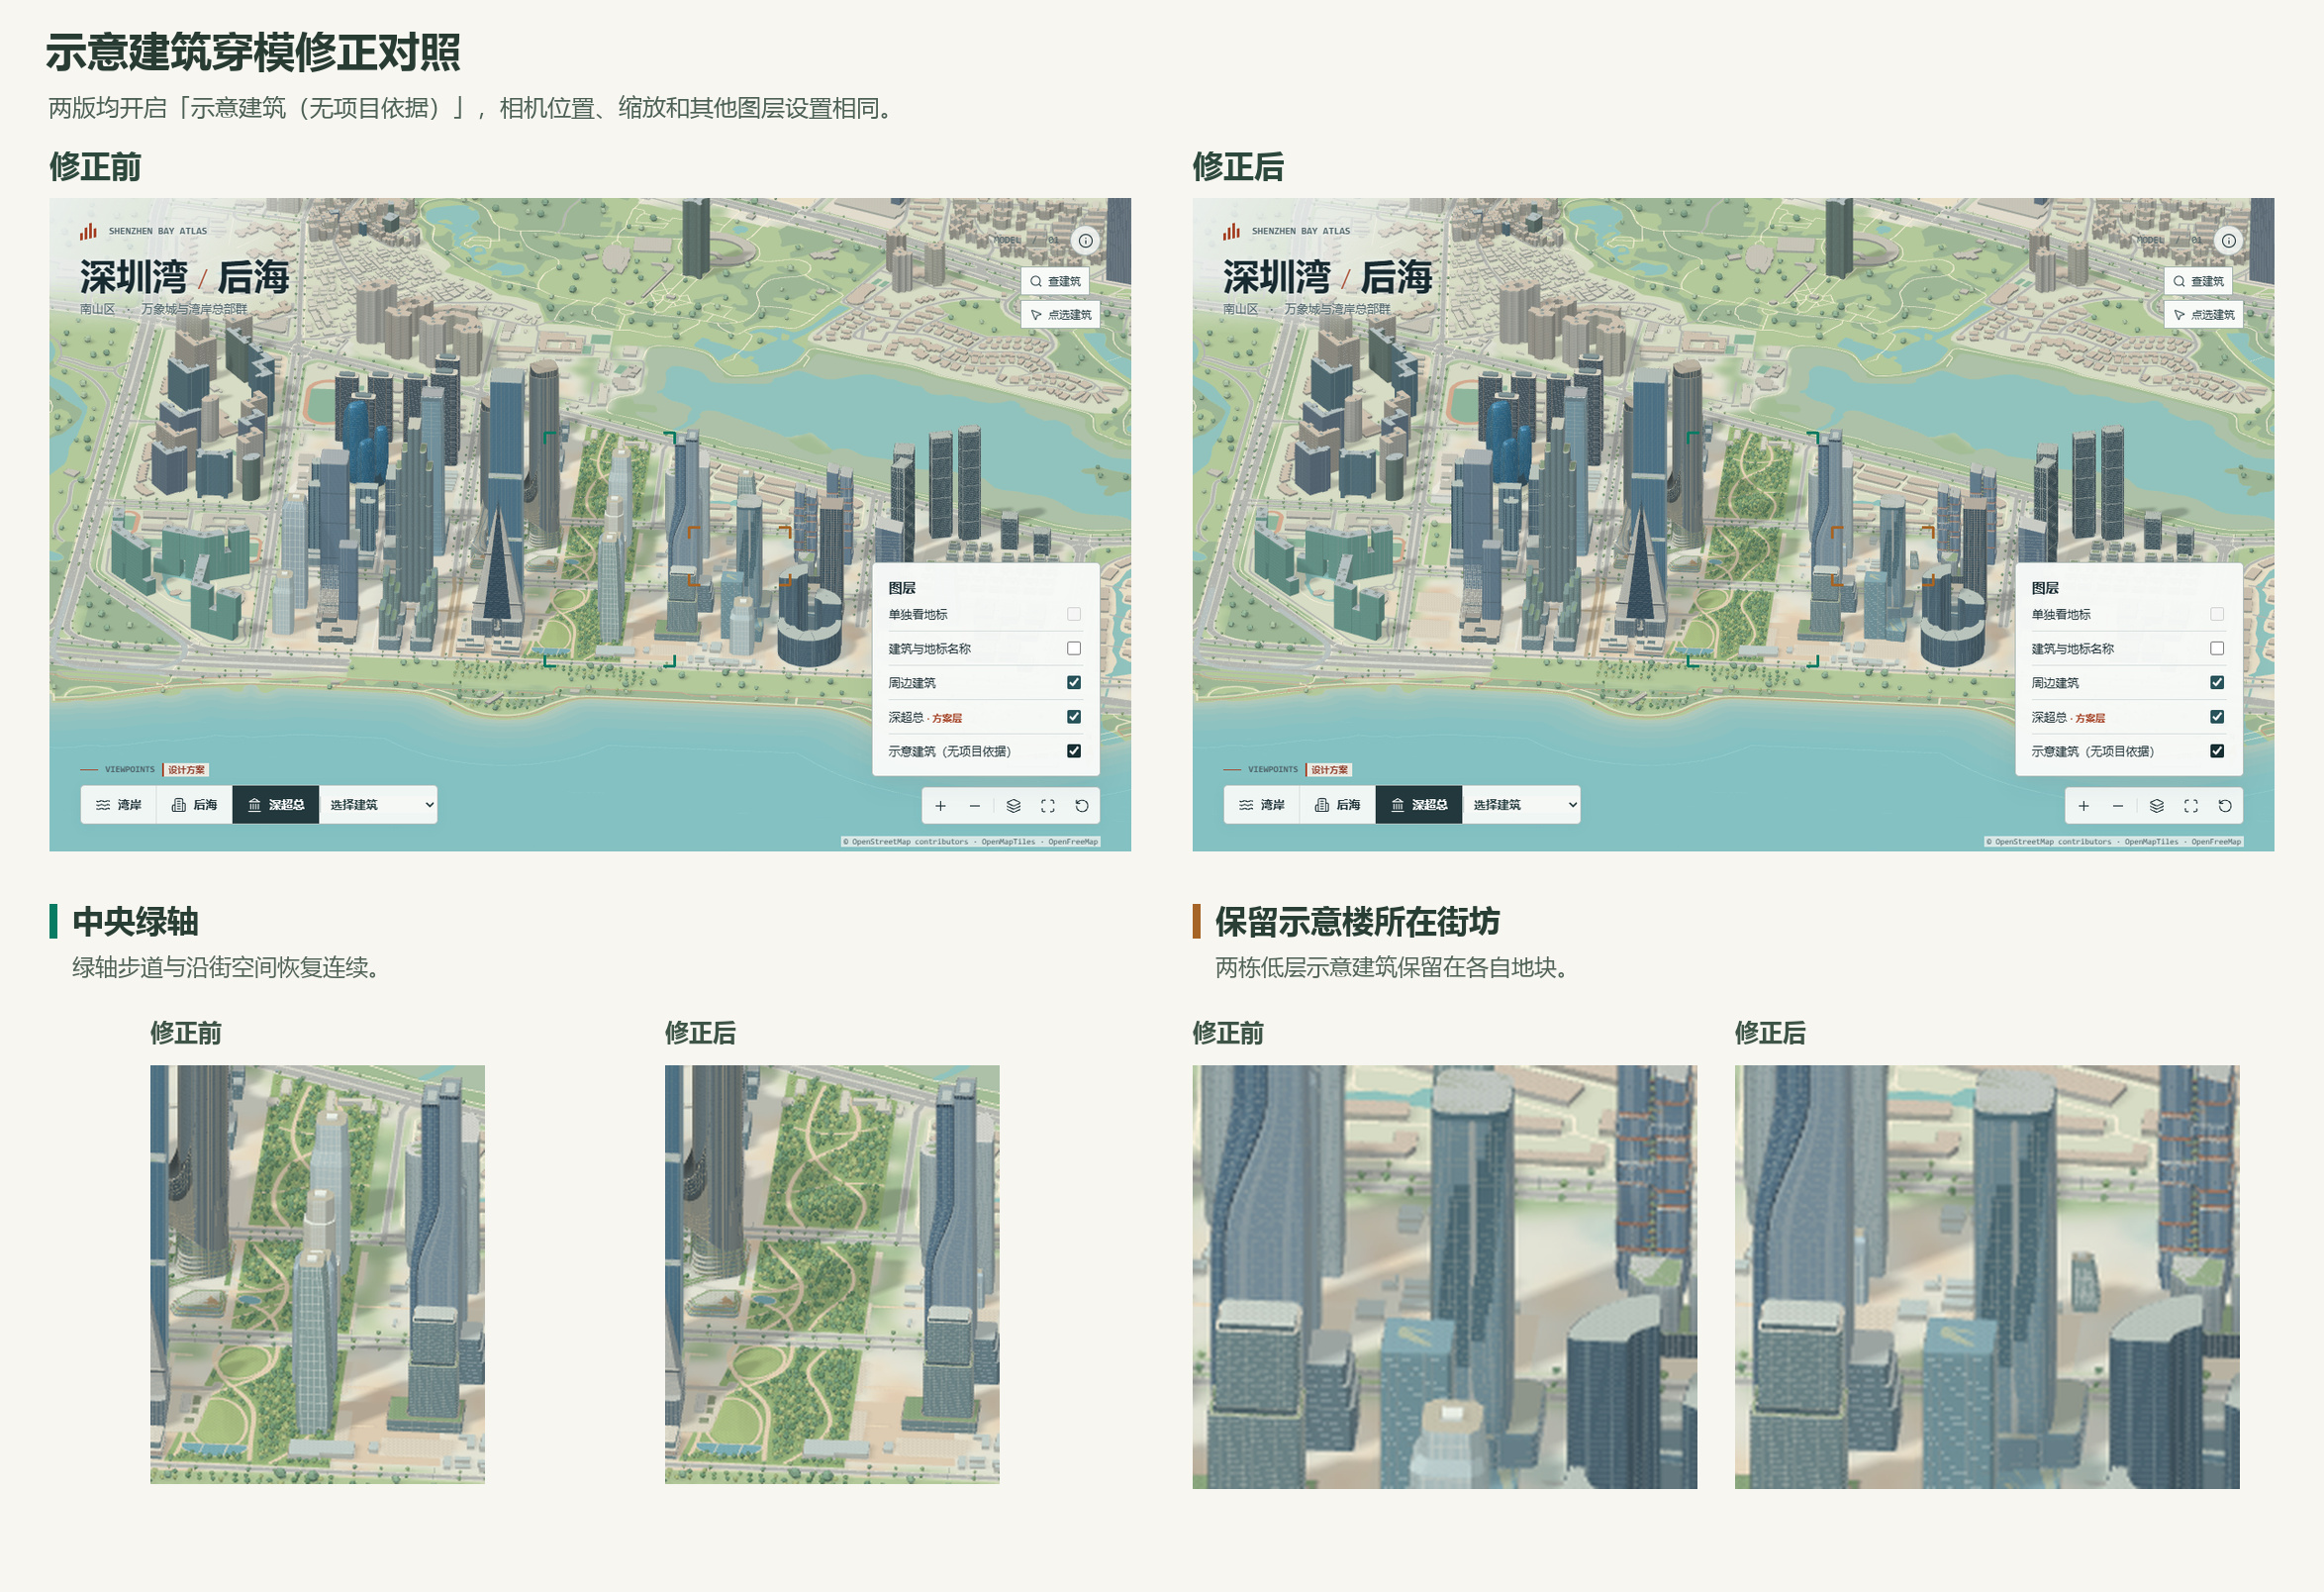 示意建筑穿模修正对照
两版均开启「示意建筑（无项目依据）」，相机位置、缩放和其他图层设置相同。
修正前
SHENZHEN BAY ATLAS
深圳湾 / 后海
南山区 · 万象城与湾岸总部群
MODEL / 01
查建筑
点选建筑
图层
单独看地标
建筑与地标名称
周边建筑
深超总 · 方案层
示意建筑（无项目依据）
VIEWPOINTS 设计方案
湾岸 后海 深超总 选择建筑
© OpenStreetMap contributors · OpenMapTiles · OpenFreeMap
修正后
SHENZHEN BAY ATLAS
深圳湾 / 后海
南山区 · 万象城与湾岸总部群
MODEL / 01
查建筑
点选建筑
图层
单独看地标
建筑与地标名称
周边建筑
深超总 · 方案层
示意建筑（无项目依据）
VIEWPOINTS 设计方案
湾岸 后海 深超总 选择建筑
© OpenStreetMap contributors · OpenMapTiles · OpenFreeMap
中央绿轴
绿轴步道与沿街空间恢复连续。
修正前
修正后
保留示意楼所在街坊
两栋低层示意建筑保留在各自地块。
修正前
修正后